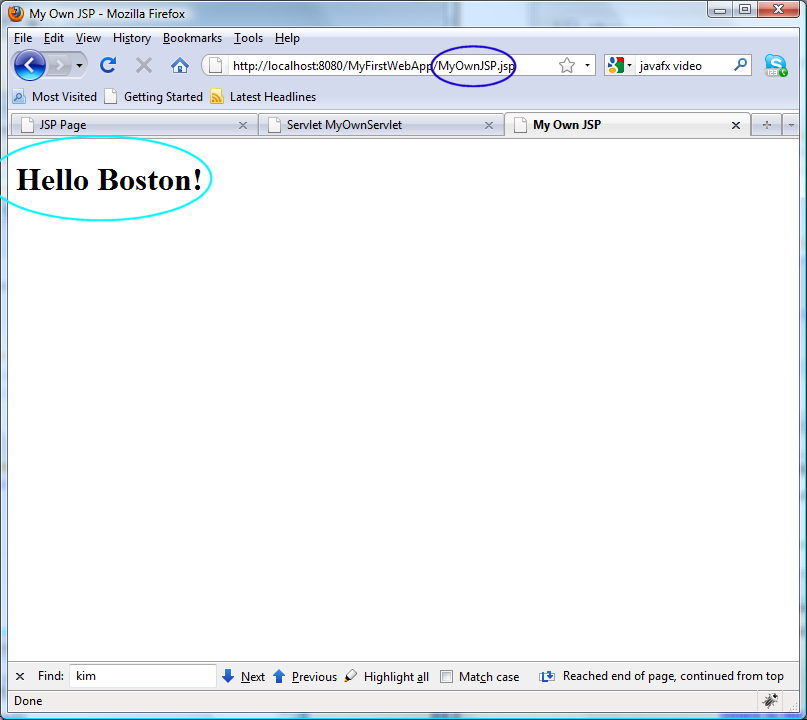 My Own JSP - Mozilla Firefox
File Edit View History Bookmarks Tools Help
http://localhost:8080/MyFirstWebApp/MyOwnJSP.jsp javafx video
Most Visited Getting Started Latest Headlines
JSP Page Servlet MyOwnServlet My Own JSP
Hello Boston!
Find: kim Next Previous Highlight all Match case Reached end of page, continued from top
Done